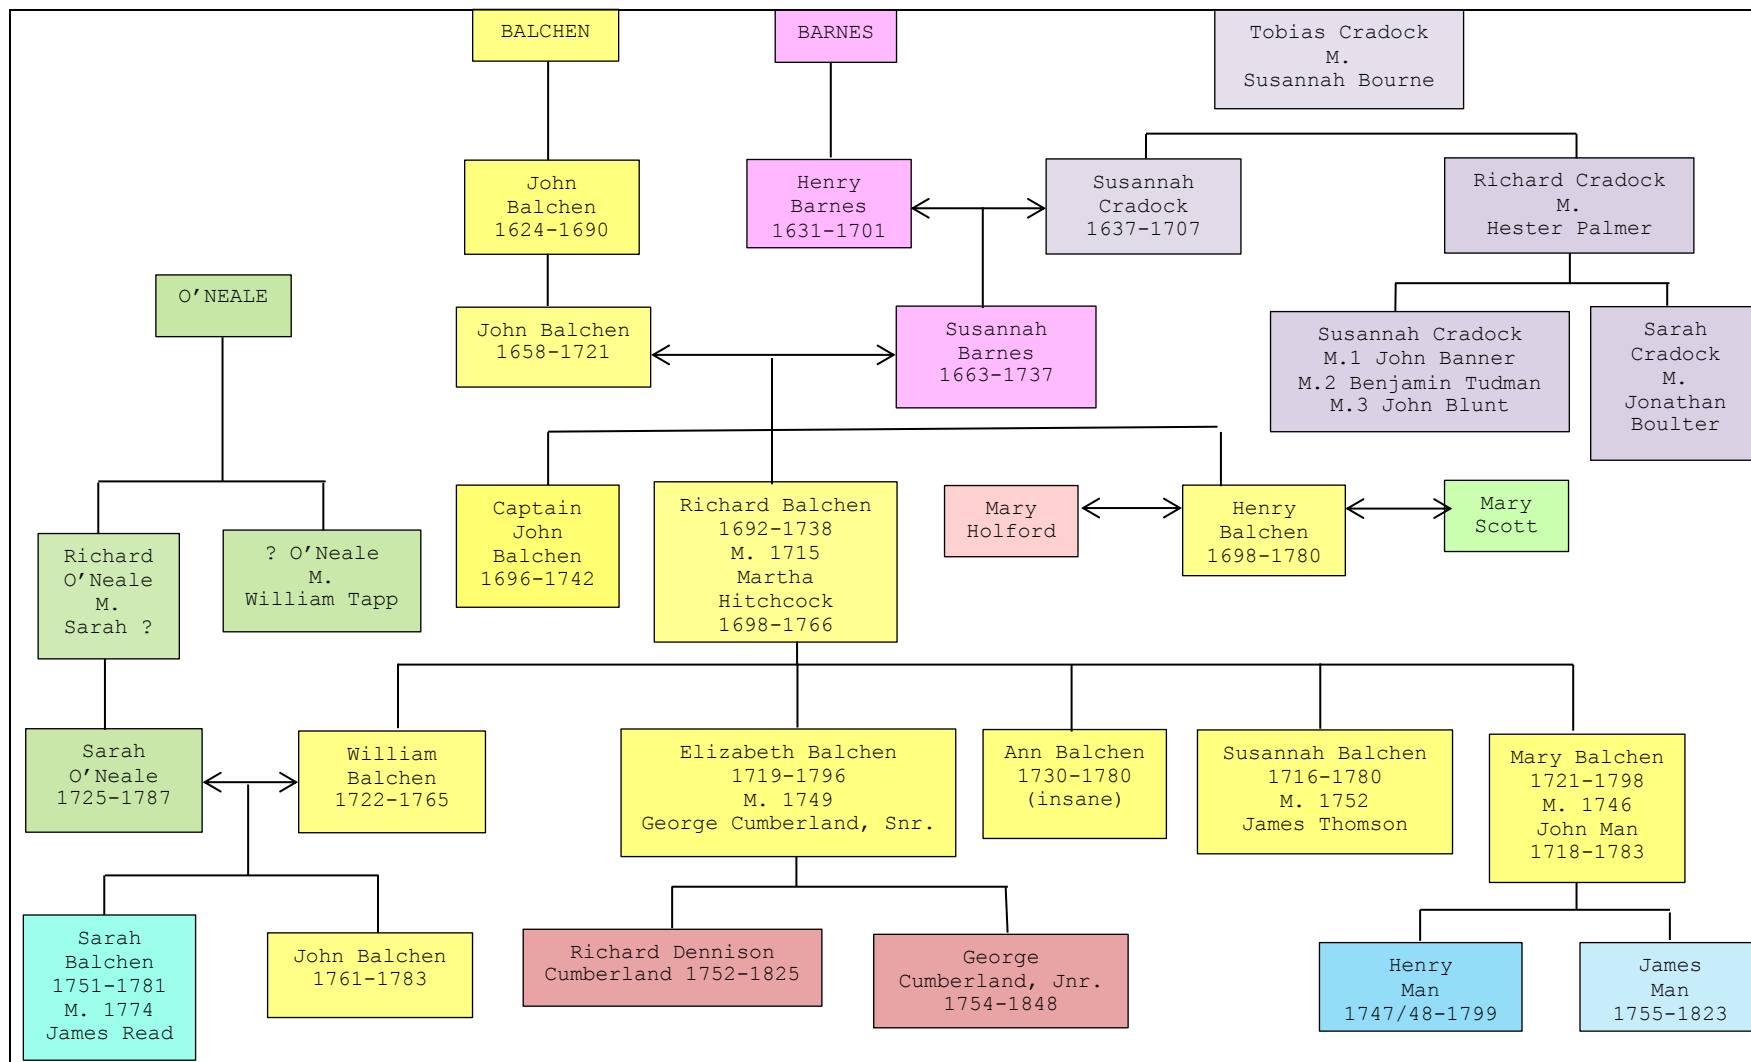 BALCHEN
BARNES
Tobias Cradock
M.
Susannah Bourne
John
Balchen
1624-1690
Henry
Barnes
1631-1701
Susannah
Cradock
1637-1707
Richard Cradock
M.
Hester Palmer
O’NEALE
John Balchen
1658-1721
Susannah
Barnes
1663-1737
Susannah Cradock
M.1 John Banner
M.2 Benjamin Tudman
M.3 John Blunt
Sarah
Cradock
M.
Jonathan
Boulter
Richard
O’Neale
M.
Sarah ?
? O’Neale
M.
William Tapp
Captain
John
Balchen
1696-1742
Richard Balchen
1692-1738
M. 1715
Martha
Hitchcock
1698-1766
Mary
Holford
Henry
Balchen
1698-1780
Mary
Scott
Sarah
O’Neale
1725-1787
William
Balchen
1722-1765
Elizabeth Balchen
1719-1796
M. 1749
George Cumberland, Snr.
Ann Balchen
1730-1780
(insane)
Susannah Balchen
1716-1780
M. 1752
James Thomson
Mary Balchen
1721-1798
M. 1746
John Man
1718-1783
Sarah
Balchen
1751-1781
M. 1774
James Read
John Balchen
1761-1783
Richard Dennison
Cumberland 1752-1825
George
Cumberland, Jnr.
1754-1848
Henry
Man
1747/48-1799
James
Man
1755-1823